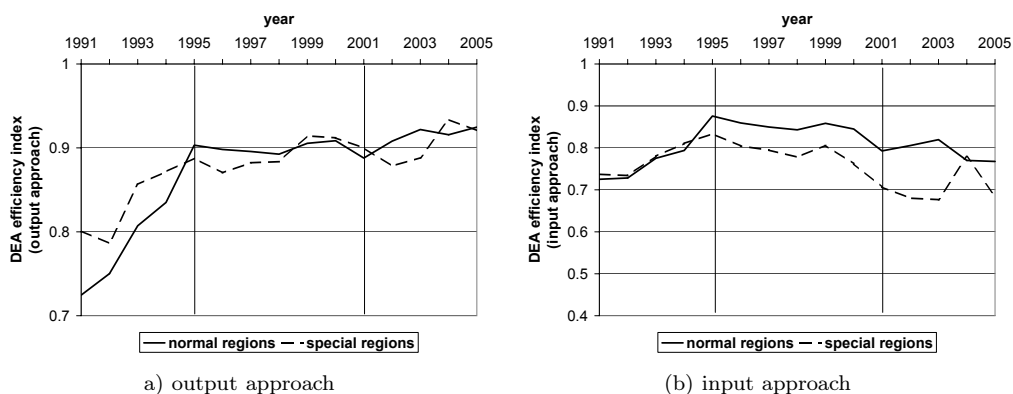 year
1991 1993 1995 1997 1999 2001 2003 2005
1
0.9
0.8
0.7
DEA efficiency index
(output approach)
normal regions special regions
a) output approach
year
1991 1993 1995 1997 1999 2001 2003 2005
1
0.9
0.8
0.7
0.6
0.5
0.4
DEA efficiency index
(input approach)
normal regions special regions
(b) input approach